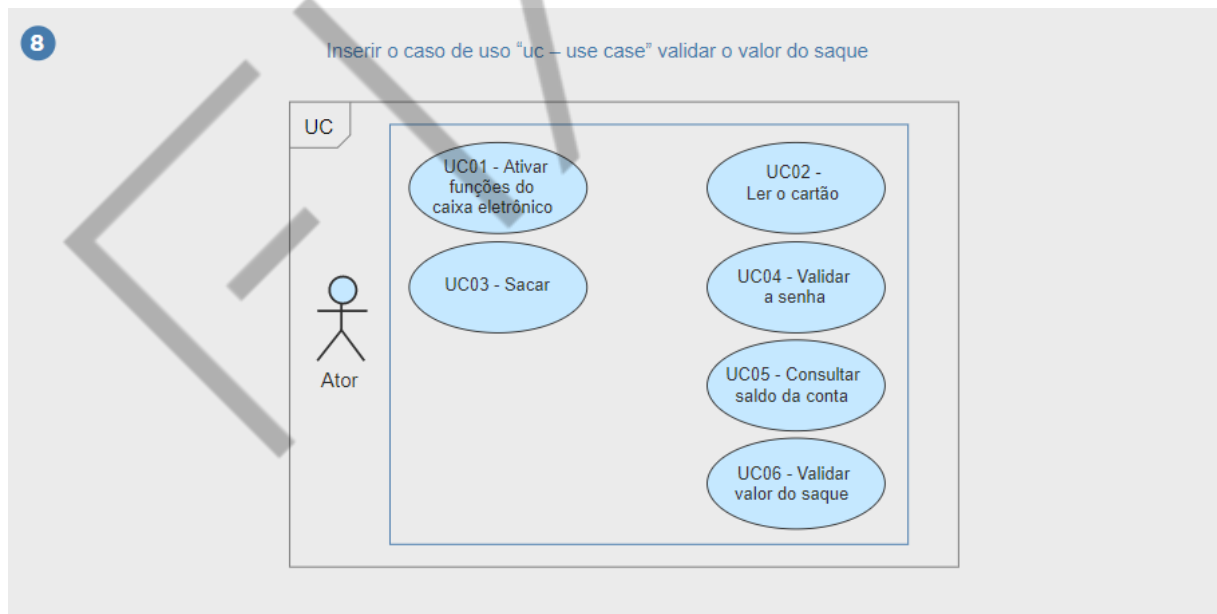 8
Inserir o caso de uso “uc – use case” validar o valor do saque
UC
UC01 - Ativar
funções do
caixa eletrônico
UC02 -
Ler o cartão
UC03 - Sacar
UC04 - Validar
a senha
Ator
UC05 - Consultar
saldo da conta
UC06 - Validar
valor do saque